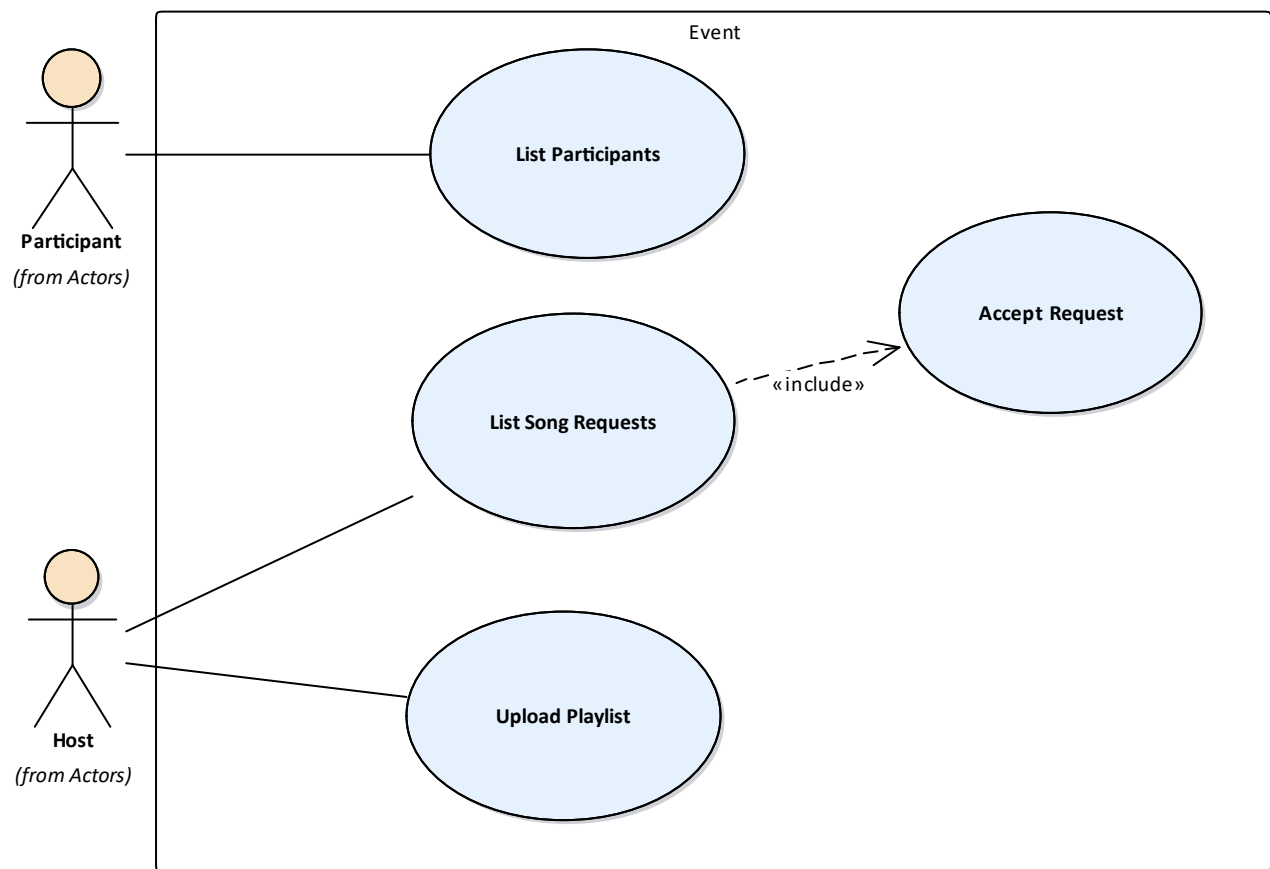 Event
List Participants
Participant
(from Actors)
Accept Request
«include»
List Song Requests
Upload Playlist
Host
(from Actors)